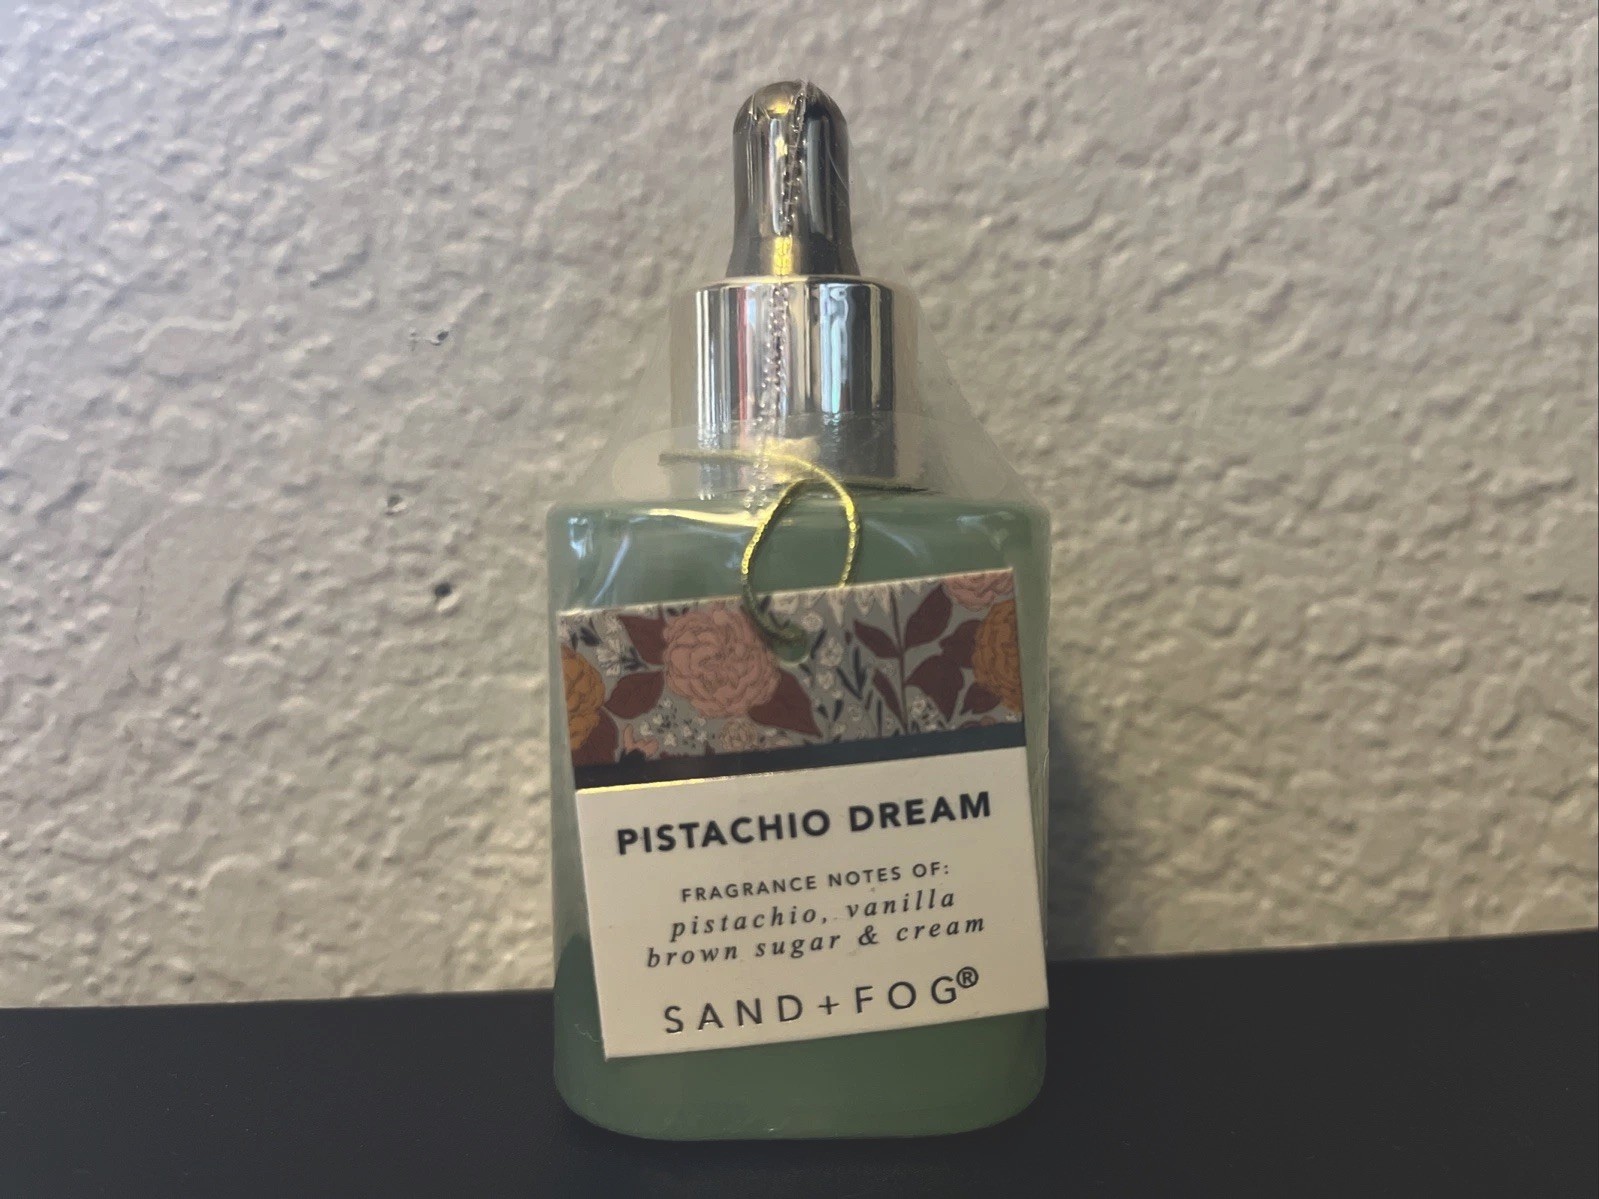 PISTACHIO DREAM
FRAGRANCE NOTES OF:
pistachio, vanilla
brown sugar & cream
SAND+FOG®